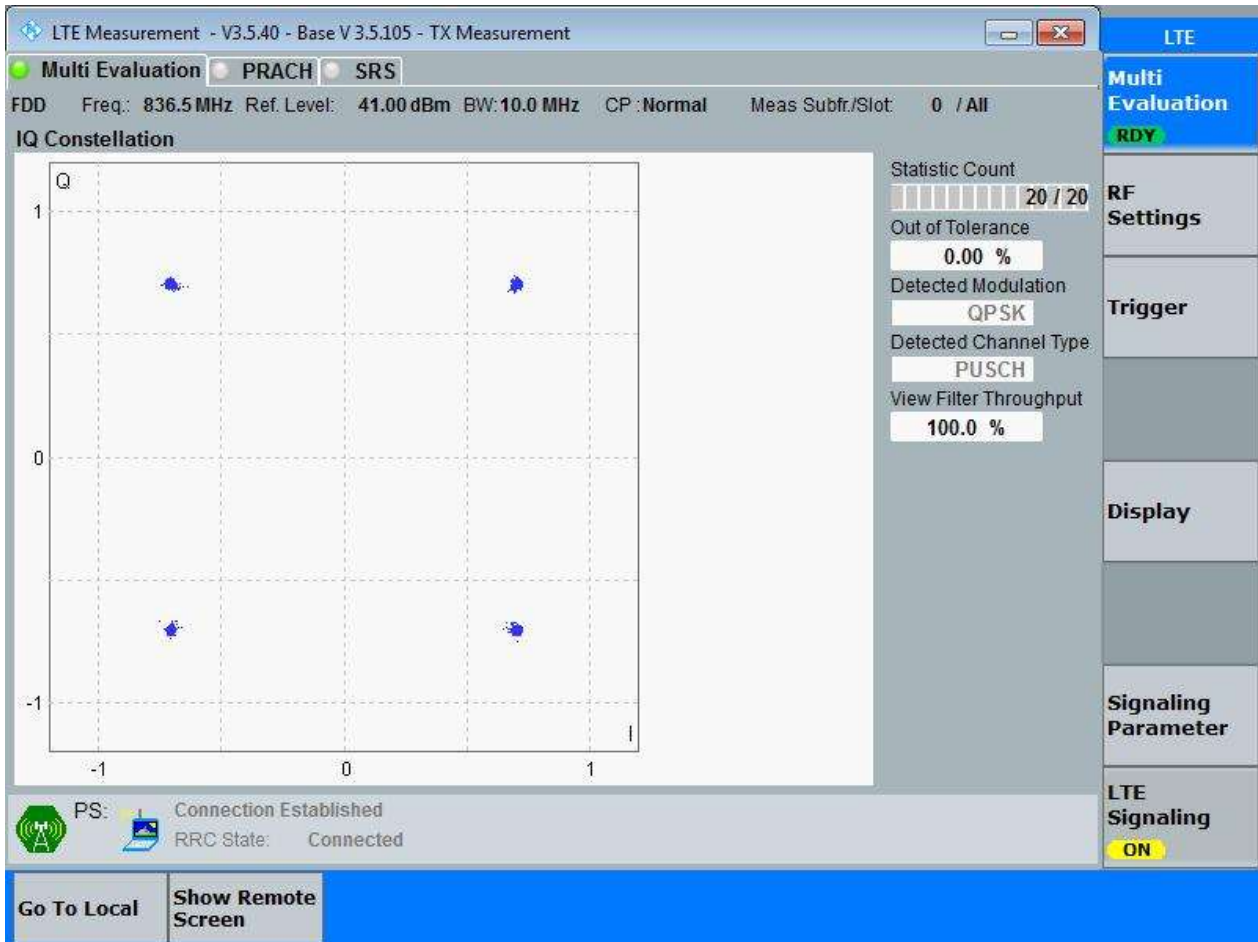 LTE Measurement - V3.5.40 - Base V 3.5.105 - TX Measurement
LTE
Multi Evaluation PRACH SRS
FDD Freq.: 836.5 MHz Ref. Level: 41.00 dBm BW: 10.0 MHz CP : Normal Meas Subfr./Slot: 0 / All
IQ Constellation
Q
1
0
-1
I
-1 0 1
Statistic Count
20 / 20
Out of Tolerance
0.00 %
Detected Modulation
QPSK
Detected Channel Type
PUSCH
View Filter Throughput
100.0 %
PS: Connection Established
RRC State: Connected
Multi
Evaluation
RDY
RF
Settings
Trigger
Display
Signaling
Parameter
LTE
Signaling
ON
Go To Local
Show Remote
Screen